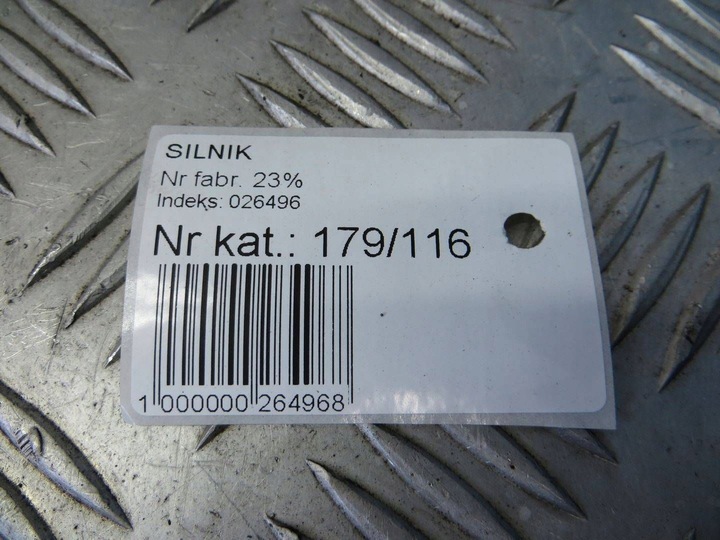 SILNIK
Nr fabr. 23%
Indeks: 026496
Nr kat.: 179/116
1 000000 264968